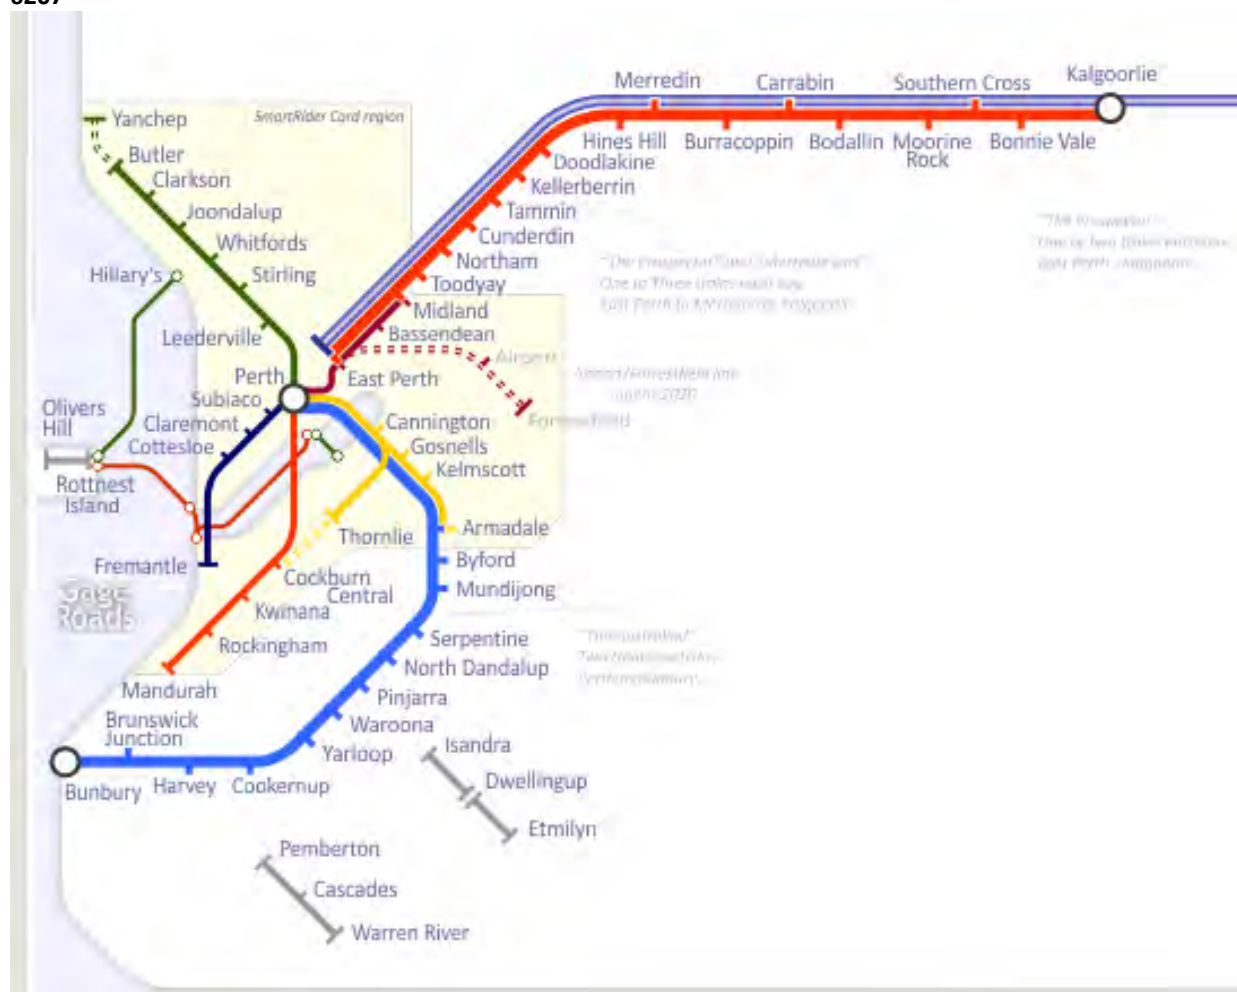 Merredin
Carrabin
Southern Cross
Kalgoorlie
Yanchep
SmartRider Card region
Hines Hill
Burracoppin
Bodallin
Moorine
Rock
Bonnie Vale
Butler
Doodlakine
Clarkson
Kellerberrin
Joondalup
Tammin
Whitfords
Cunderdin
Hillary's
Stirling
Northam
Toodyay
Midland
Leederville
Bassendean
Airport
Perth
East Perth
Subiaco
Olivers
Hill
Claremont
Cannington
Cottesloe
Gosnells
Kelmscott
Rottnest
Island
Thornlie
Armadale
Fremantle
Byford
Cockburn
Central
Mundijong
Gage
Roads
Kwinana
Rockingham
Serpentine
North Dandalup
Mandurah
Pinjarra
Brunswick
Junction
Waroona
Yarloop
Isandra
Bunbury
Harvey
Cookernup
Dwellingup
Etmilyn
Pemberton
Cascades
Warren River